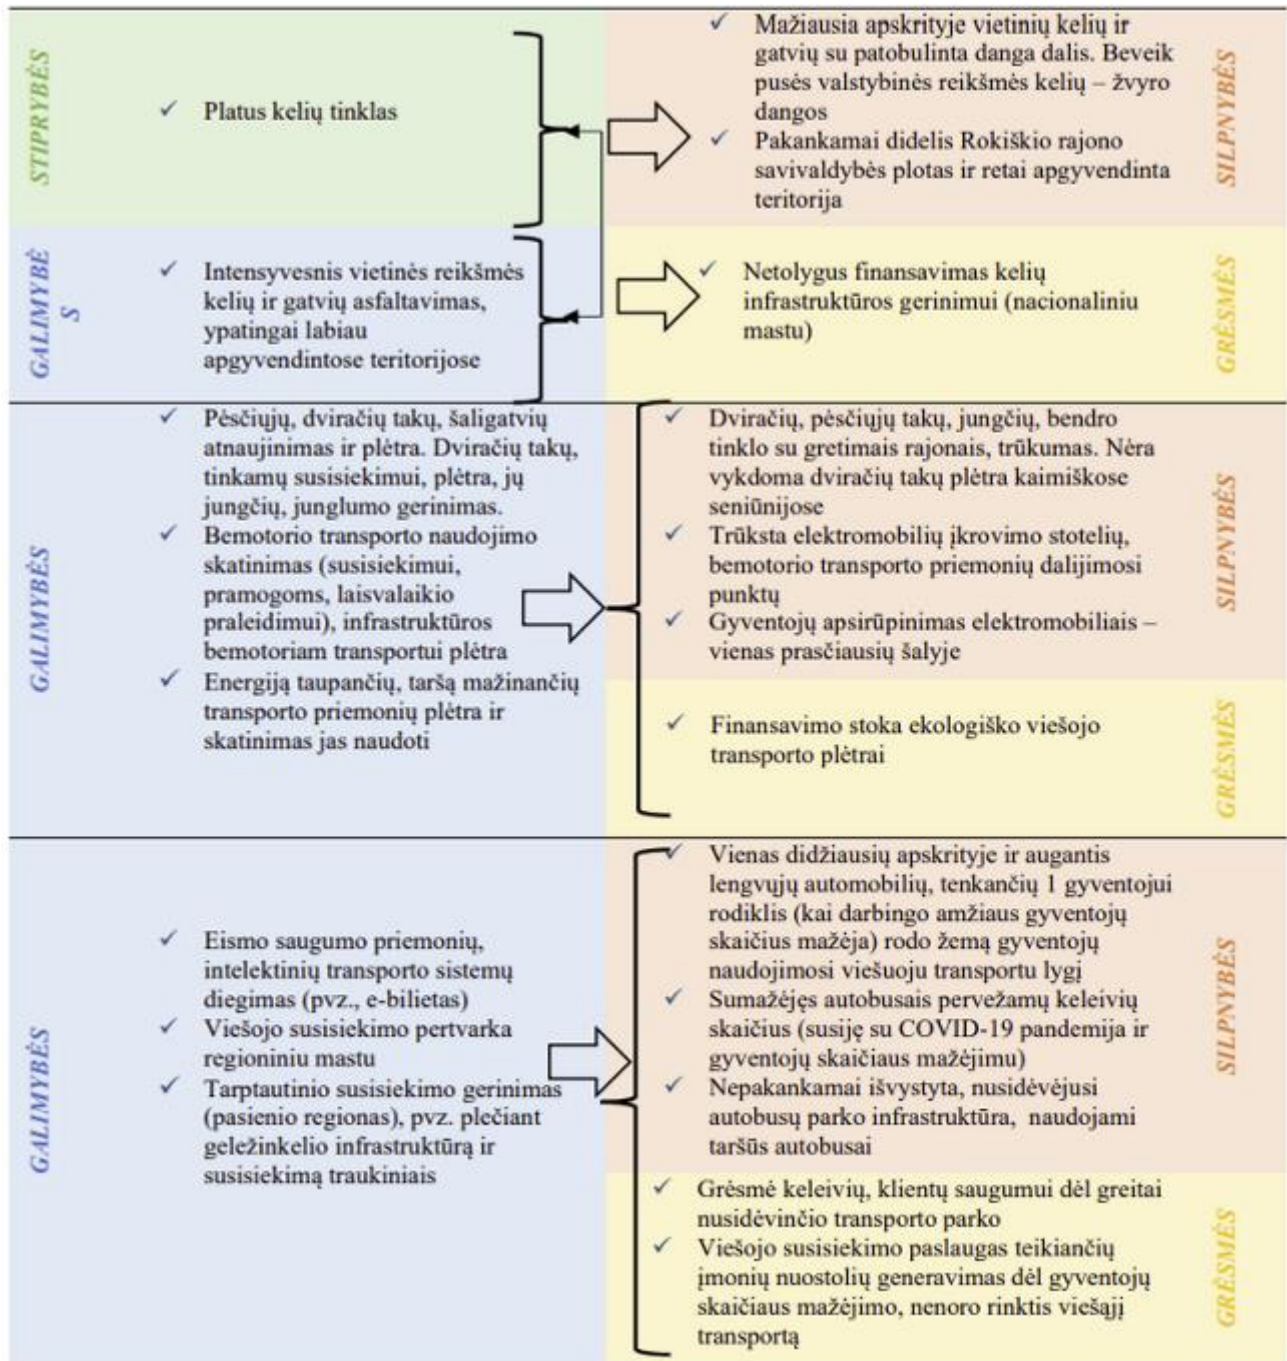 STIPRYBĖS
✓ Platus kelių tinklas
✓ Mažiausia apskrityje vietinių kelių ir
gatvių su patobulinta danga dalis. Beveik
pusės valstybinės reikšmės kelių – žvyro
dangos
✓ Pakankamai didelis Rokiškio rajono
savivaldybės plotas ir retai apgyvendinta
teritorija
SILPNYBĖS
GALIMYBĖ
S
✓ Intensyvesnis vietinės reikšmės
kelių ir gatvių asfaltavimas,
ypatingai labiau
apgyvendintose teritorijose
✓ Netolygus finansavimas kelių
infrastruktūros gerinimui (nacionaliniu
mastu)
GRĖSMĖS
GALIMYBĖS
✓ Pėsčiųjų, dviračių takų, šaligatvių
atnaujinimas ir plėtra. Dviračių takų,
tinkamų susisiekimui, plėtra, jų
jungčių, junglumo gerinimas.
✓ Bemotorio transporto naudojimo
skatinimas (susisiekimui,
pramogoms, laisvalaikio
praleidimui), infrastruktūros
bemotoriam transportui plėtra
✓ Energiją taupančių, taršą mažinančių
transporto priemonių plėtra ir
skatinimas jas naudoti
✓ Dviračių, pėsčiųjų takų, jungčių, bendro
tinklo su gretimais rajonais, trūkumas. Nėra
vykdoma dviračių takų plėtra kaimiškose
seniūnijose
✓ Trūksta elektromobilių įkrovimo stotelių,
bemotorio transporto priemonių dalijimosi
punktų
✓ Gyventojų apsirūpinimas elektromobiliais –
vienas prasčiausių šalyje
SILPNYBĖS
✓ Finansavimo stoka ekologiško viešojo
transporto plėtrai
GRĖSMĖS
GALIMYBĖS
✓ Eismo saugumo priemonių,
intelektinių transporto sistemų
diegimas (pvz., e-bilietas)
✓ Viešojo susisiekimo pertvarka
regioniniu mastu
✓ Tarptautinio susisiekimo gerinimas
(pasienio regionas), pvz. plečiant
geležinkelio infrastruktūrą ir
susisiekimą traukiniais
✓ Vienas didžiausių apskrityje ir augantis
lengvųjų automobilių, tenkančių 1 gyventojui
rodiklis (kai darbingo amžiaus gyventojų
skaičius mažėja) rodo žemą gyventojų
naudojimosi viešuoju transportu lygį
✓ Sumažėjęs autobusais pervežamų keleivių
skaičius (susiję su COVID-19 pandemija ir
gyventojų skaičiaus mažėjimu)
✓ Nepakankamai išvystyta, nusidėvėjusi
autobusų parko infrastruktūra, naudojami
taršūs autobusai
SILPNYBĖS
✓ Grėsmė keleivių, klientų saugumui dėl greitai
nusidėvinčio transporto parko
✓ Viešojo susisiekimo paslaugas teikiančių
įmonių nuostolių generavimas dėl gyventojų
skaičiaus mažėjimo, nenoro rinktis viešąjį
transportą
GRĖSMĖS